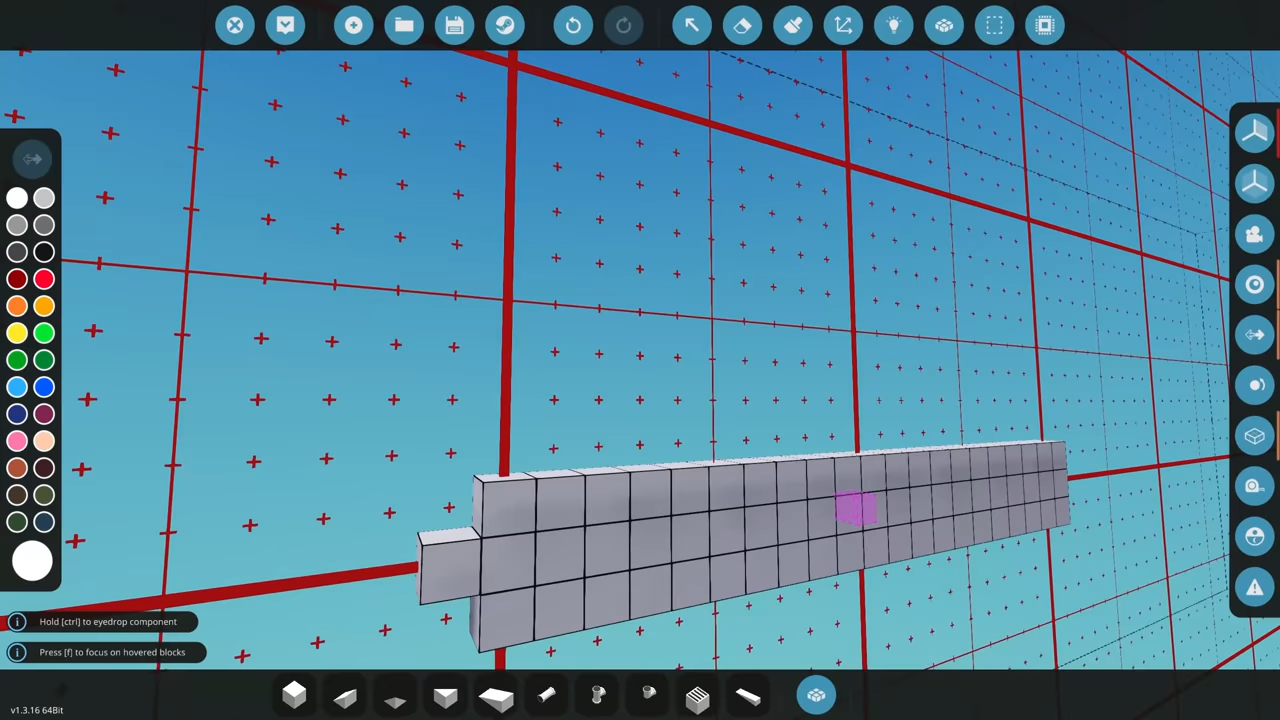 Hold [ctrl] to eyedrop component
Press [f] to focus on hovered blocks
v1.3.16 64Bit